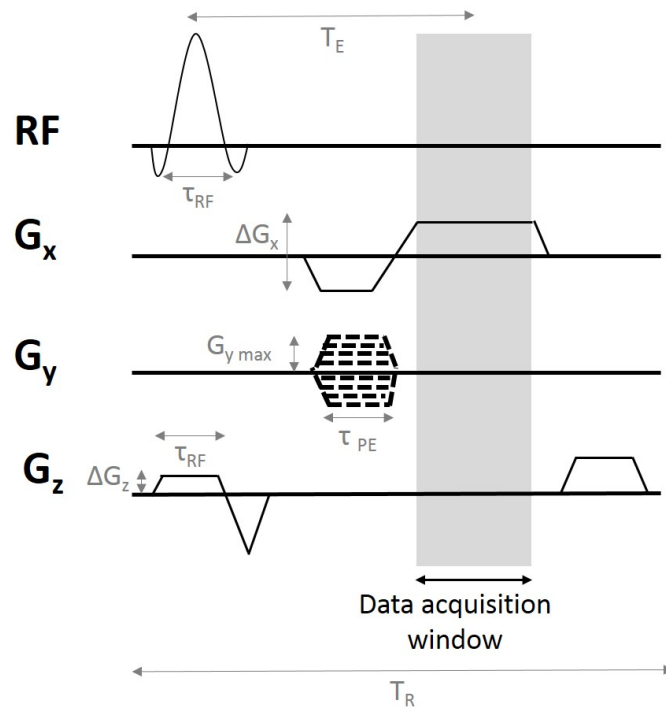 T_E
RF
τ_RF
G_x
ΔG_x
G_y
G_y max
τ_PE
τ_RF
G_z
ΔG_z
Data acquisition
window
T_R